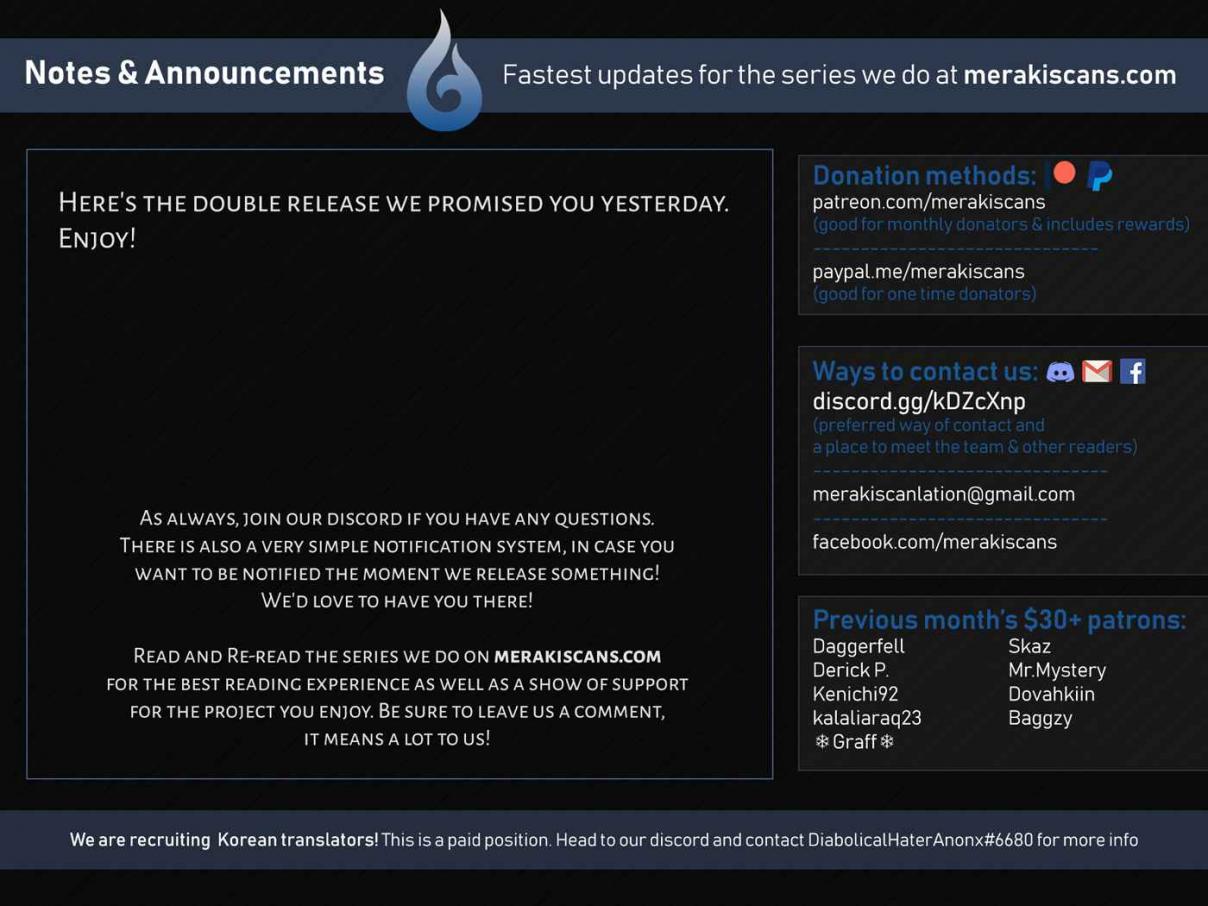 Notes & Announcements
Fastest updates for the series we do at merakiscans.com
Here's the double release we promised you yesterday.
Enjoy!
As always, join our discord if you have any questions.
There is also a very simple notification system, in case you
want to be notified the moment we release something!
We'd love to have you there!
Read and Re-read the series we do on merakiscans.com
for the best reading experience as well as a show of support
for the project you enjoy. Be sure to leave us a comment,
it means a lot to us!
Donation methods:
patreon.com/merakiscans
(good for monthly donators & includes rewards)
------------------------------
paypal.me/merakiscans
(good for one time donators)
Ways to contact us:
discord.gg/kDZcXnp
(preferred way of contact and
a place to meet the team & other readers)
-------------------------------
merakiscanlation@gmail.com
-------------------------------
facebook.com/merakiscans
Previous month's $30+ patrons:
Daggerfell Skaz
Derick P. Mr.Mystery
Kenichi92 Dovahkiin
kalaliaraq23 Baggzy
❄Graff❄
We are recruiting Korean translators! This is a paid position. Head to our discord and contact DiabolicalHaterAnonx#6680 for more info